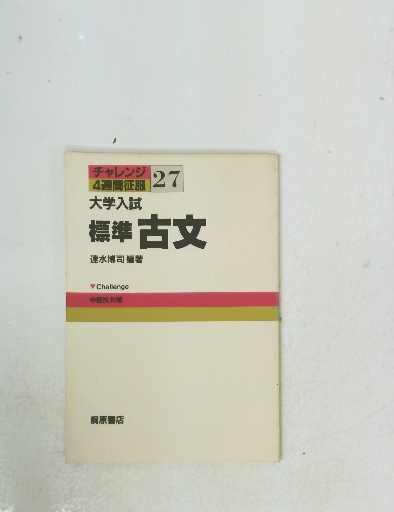 チャレンジ
4週間征服
27
大学入試
標準 古文
速水博司 編著
▼Challenge
中堅校対策
桐原書店